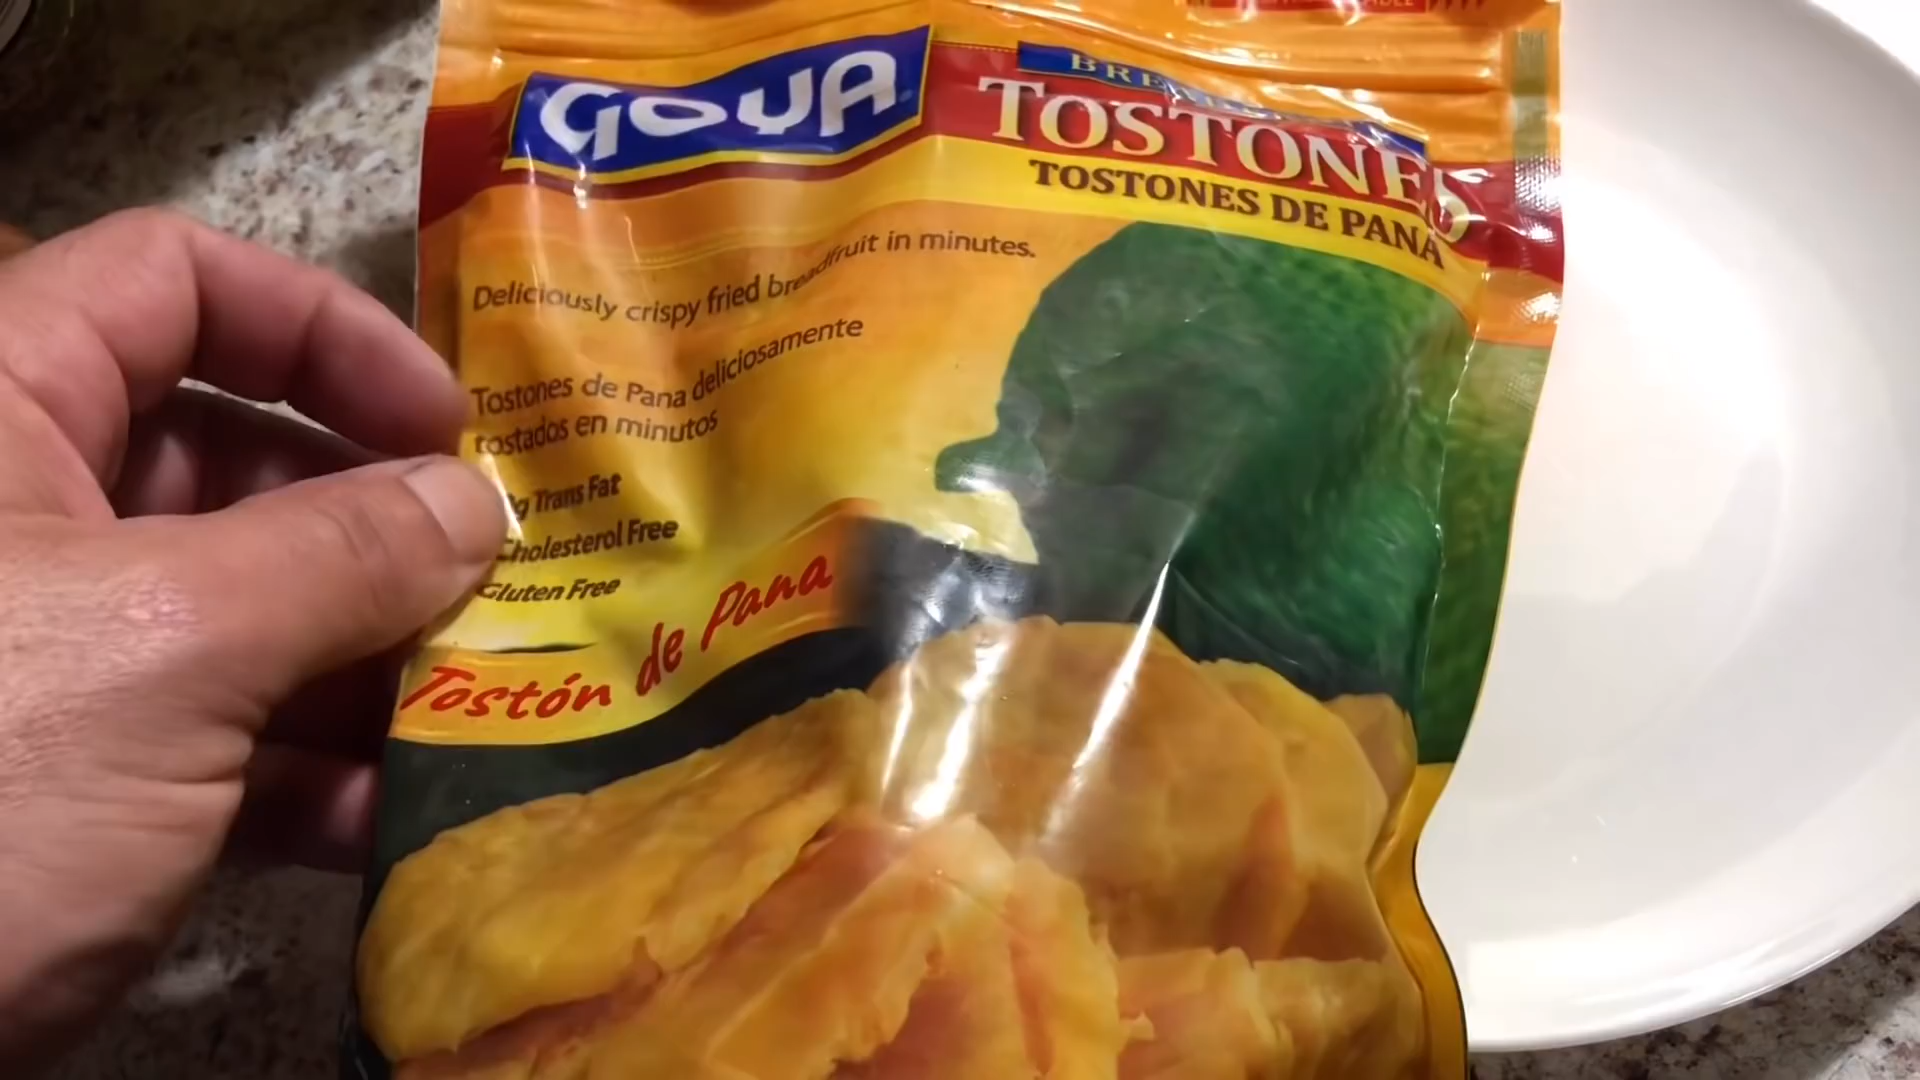 GOYA
TOSTONES
TOSTONES DE PANA
Deliciously crispy fried breadfruit in minutes.
Tostones de Pana deliciosamente
tostados en minutos
g Trans Fat
Cholesterol Free
Gluten Free
Tostón de Pana